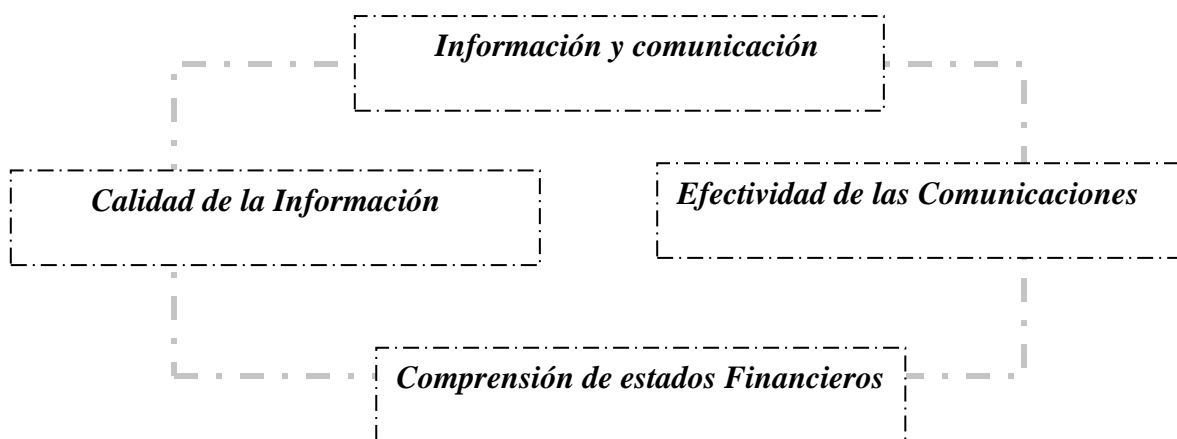 Información y comunicación
Calidad de la Información
Efectividad de las Comunicaciones
Comprensión de estados Financieros